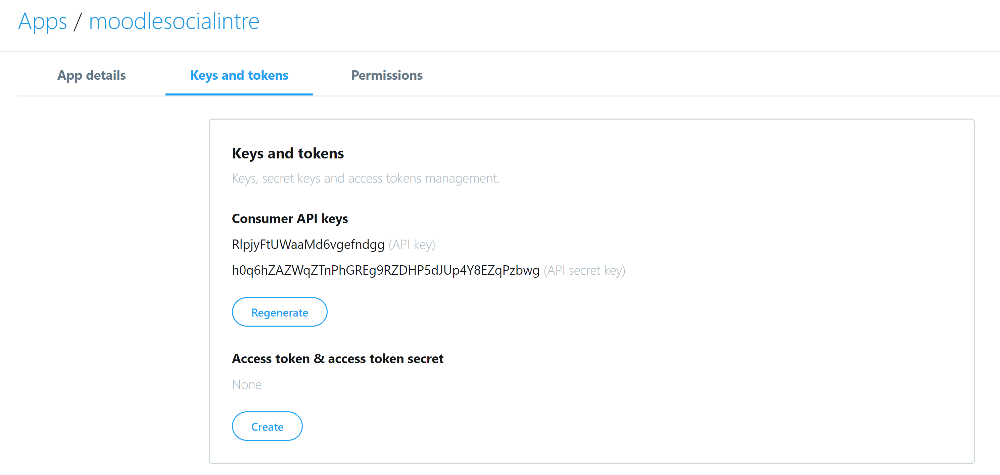 Apps / moodlesocialintre
App details Keys and tokens Permissions
Keys and tokens
Keys, secret keys and access tokens management.
Consumer API keys
RlpjyFtUWaaMd6vgefndgg (API key)
h0q6hZAZWqZTnPhGREg9RZDHP5dJUp4Y8EZqPzbwg (API secret key)
Regenerate
Access token & access token secret
None
Create